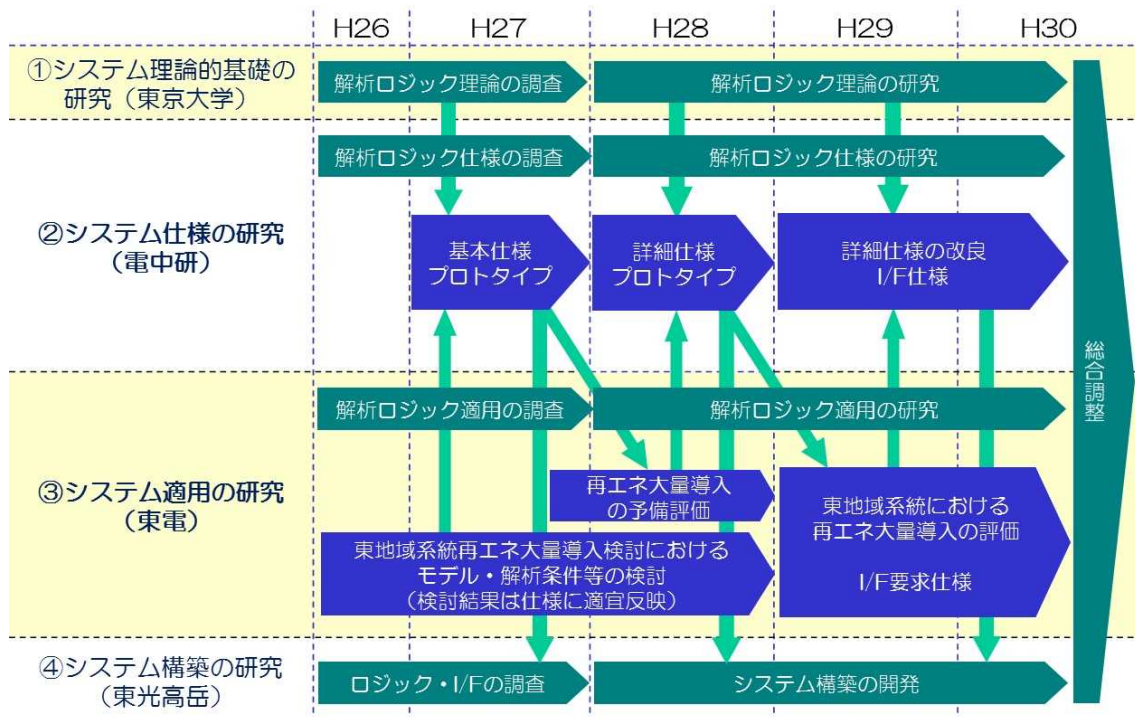 H26 H27 H28 H29 H30
①システム理論的基礎の
研究（東京大学）
解析ロジック理論の調査
解析ロジック理論の研究
②システム仕様の研究
（電中研）
解析ロジック仕様の調査
解析ロジック仕様の研究
基本仕様
プロトタイプ
詳細仕様
プロトタイプ
詳細仕様の改良
I/F仕様
③システム適用の研究
（東電）
解析ロジック適用の調査
解析ロジック適用の研究
再エネ大量導入
の予備評価
東地域系統再エネ大量導入検討における
モデル・解析条件等の検討
（検討結果は仕様に適宜反映）
東地域系統における
再エネ大量導入の評価
I/F要求仕様
④システム構築の研究
（東光高岳）
ロジック・I/Fの調査
システム構築の開発
総合調整